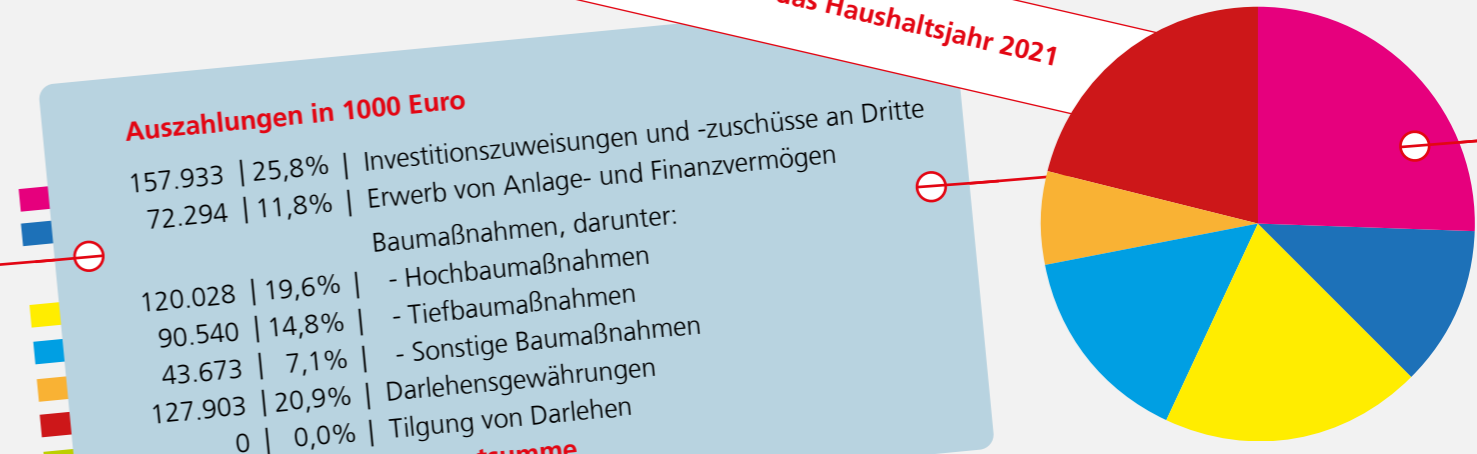 das Haushaltsjahr 2021
Auszahlungen in 1000 Euro
157.933 | 25,8% | Investitionszuweisungen und -zuschüsse an Dritte
72.294 | 11,8% | Erwerb von Anlage- und Finanzvermögen
Baumaßnahmen, darunter:
120.028 | 19,6% | - Hochbaumaßnahmen
90.540 | 14,8% | - Tiefbaumaßnahmen
43.673 | 7,1% | - Sonstige Baumaßnahmen
127.903 | 20,9% | Darlehensgewährungen
0 | 0,0% | Tilgung von Darlehen